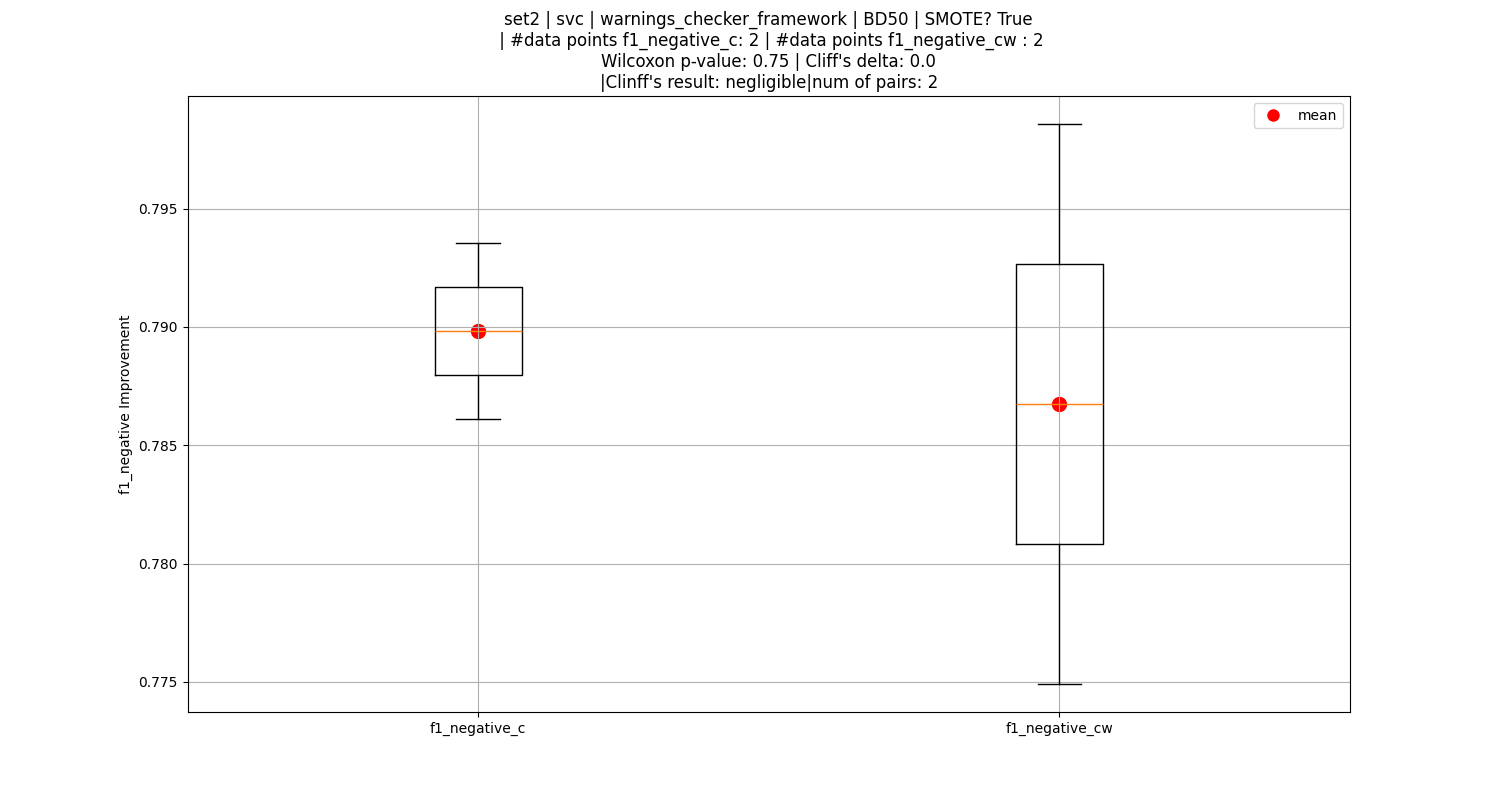 set2 | svc | warnings_checker_framework | BD50 | SMOTE? True
| #data points f1_negative_c: 2 | #data points f1_negative_cw : 2
Wilcoxon p-value: 0.75 | Cliff's delta: 0.0
|Clinff's result: negligible|num of pairs: 2
mean
0.795
0.790
0.785
0.780
0.775
f1_negative Improvement
f1_negative_c
f1_negative_cw